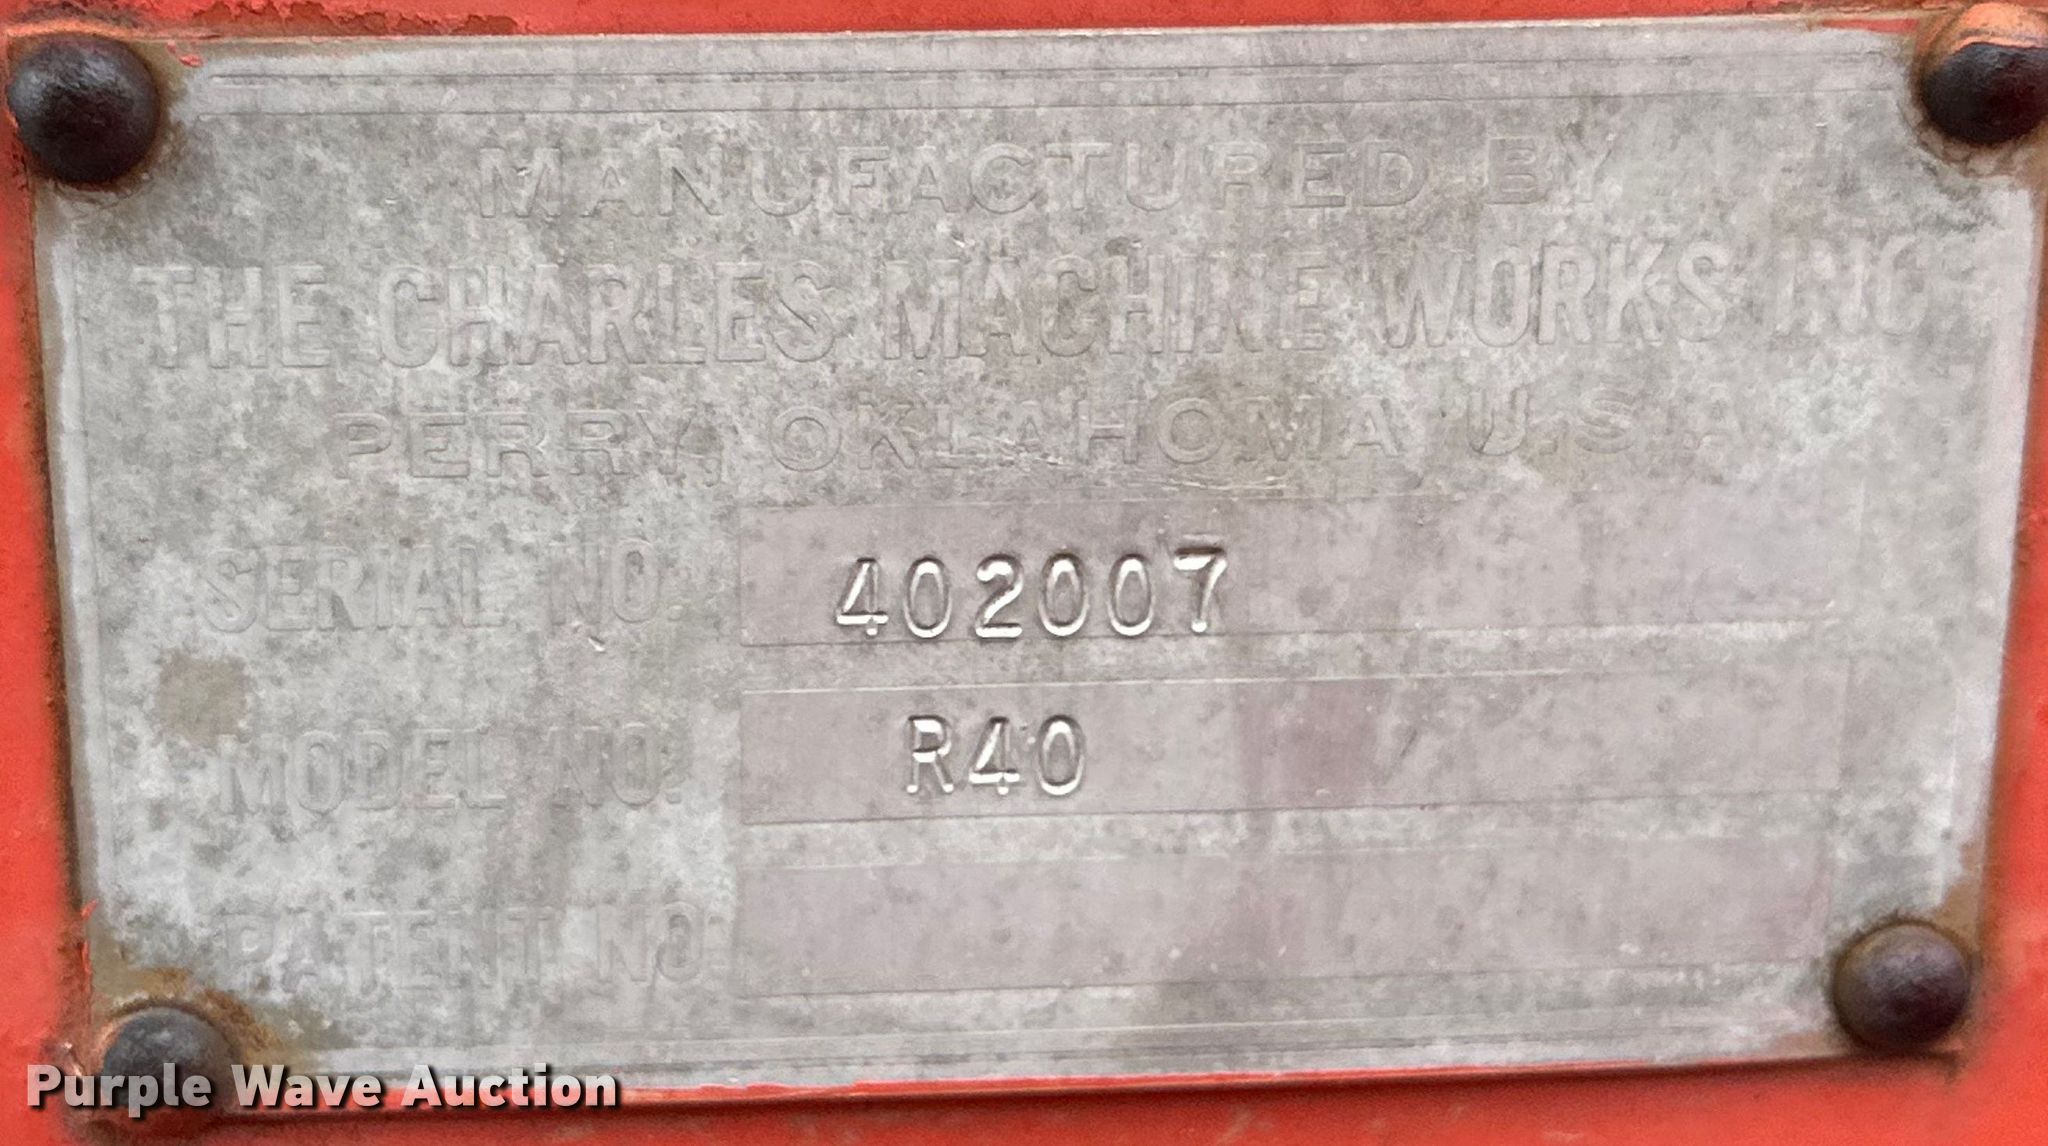 MANUFACTURED BY
THE CHARLES MACHINE WORKS INC
PERRY, OKLAHOMA U.S.A.
SERIAL NO. 402007
MODEL NO. R40
PATENT NO.
Purple Wave Auction